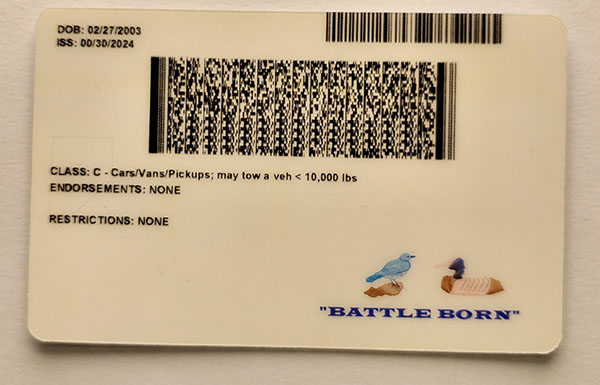 DOB: 02/27/2003
ISS: 00/30/2024
CLASS: C - Cars/Vans/Pickups; may tow a veh < 10,000 lbs
ENDORSEMENTS: NONE
RESTRICTIONS: NONE
"BATTLE BORN"